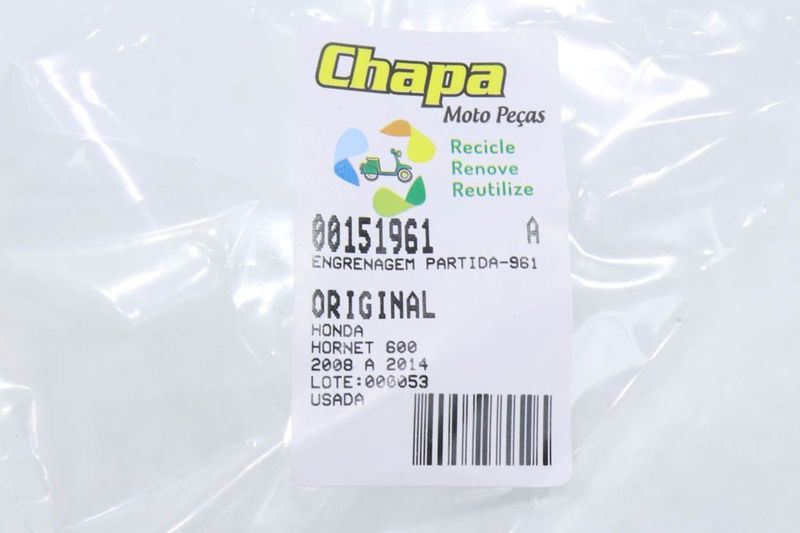 Chapa
Moto Peças
Recicle
Renove
Reutilize
00151961 A
ENGRENAGEM PARTIDA-961
ORIGINAL
HONDA
HORNET 600
2008 A 2014
LOTE:000053
USADA